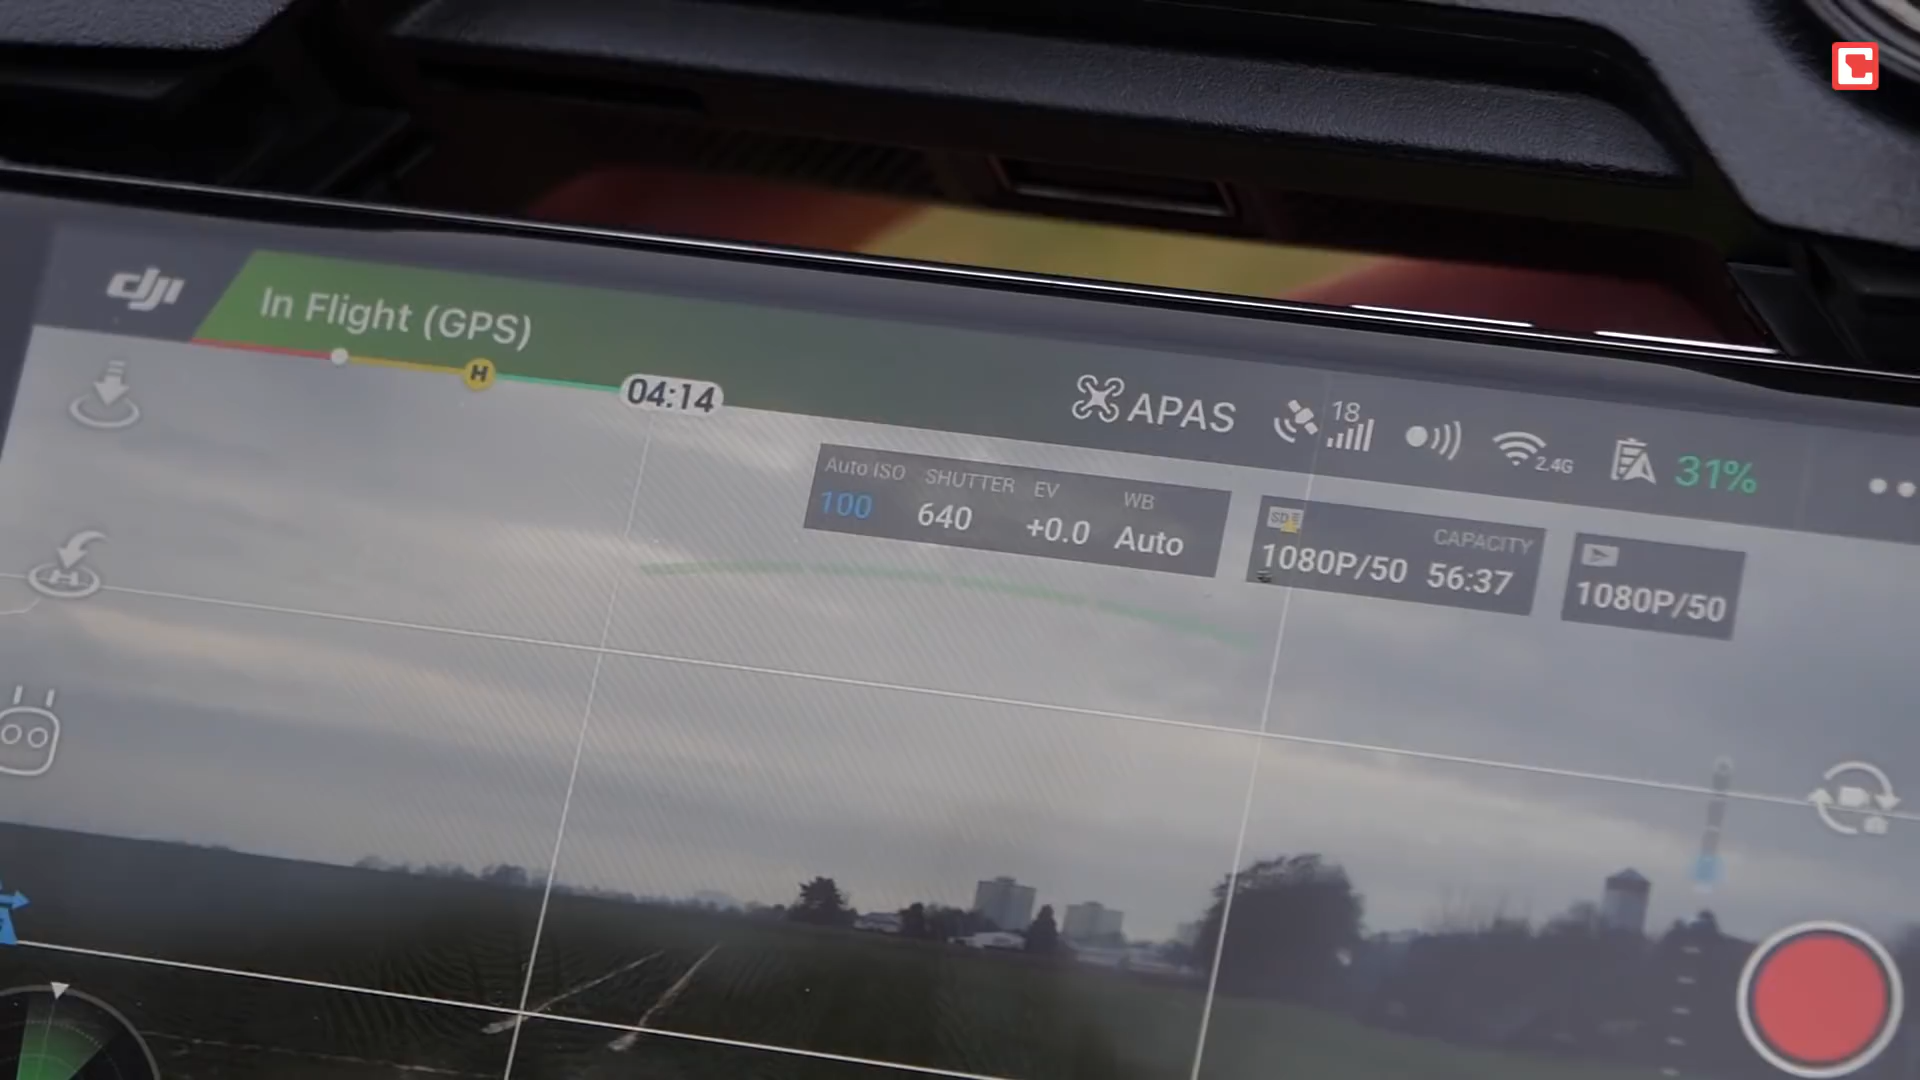 dji
In Flight (GPS)
H
04:14
APAS
18
2.4G
31%
Auto ISO SHUTTER EV WB
100 640 +0.0 Auto
SD
CAPACITY
1080P/50 56:37
1080P/50
H
C